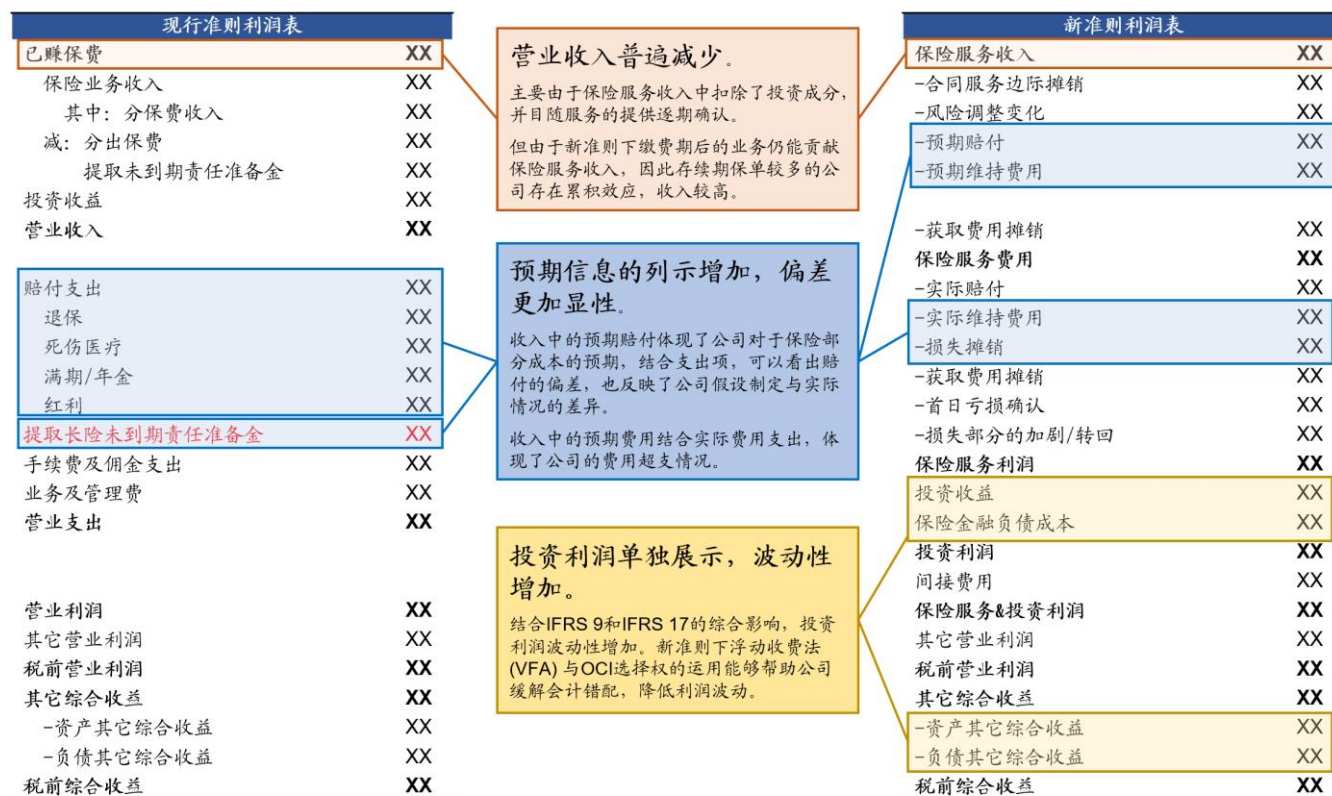 现行准则利润表
已赚保费 XX
保险业务收入 XX
其中：分保费收入 XX
减：分出保费 XX
提取未到期责任准备金 XX
投资收益 XX
营业收入 XX
赔付支出 XX
退保 XX
死伤医疗 XX
满期/年金 XX
红利 XX
提取长险未到期责任准备金 XX
手续费及佣金支出 XX
业务及管理费 XX
营业支出 XX
营业利润 XX
其它营业利润 XX
税前营业利润 XX
其它综合收益 XX
-资产其它综合收益 XX
-负债其它综合收益 XX
税前综合收益 XX
营业收入普遍减少。
主要由于保险服务收入中扣除了投资成分，
并且随服务的提供逐期确认。
但由于新准则下缴费期后的业务仍能贡献
保险服务收入，因此存续期保单较多的公
司存在累积效应，收入较高。
预期信息的列示增加，偏差
更加显性。
收入中的预期赔付体现了公司对于保险部
分成本的预期，结合支出项，可以看出赔
付的偏差，也反映了公司假设制定与实际
情况的差异。
收入中的预期费用结合实际费用支出，体
现了公司的费用超支情况。
投资利润单独展示，波动性
增加。
结合IFRS 9和IFRS 17的综合影响，投资
利润波动性增加。新准则下浮动收费法
(VFA) 与OCI选择权的运用能够帮助公司
缓解会计错配，降低利润波动。
新准则利润表
保险服务收入 XX
-合同服务边际摊销 XX
-风险调整变化 XX
-预期赔付 XX
-预期维持费用 XX
-获取费用摊销 XX
保险服务费用 XX
-实际赔付 XX
-实际维持费用 XX
-损失摊销 XX
-获取费用摊销 XX
-首日亏损确认 XX
-损失部分的加剧/转回 XX
保险服务利润 XX
投资收益 XX
保险金融负债成本 XX
投资利润 XX
间接费用 XX
保险服务&投资利润 XX
其它营业利润 XX
税前营业利润 XX
其它综合收益 XX
-资产其它综合收益 XX
-负债其它综合收益 XX
税前综合收益 XX